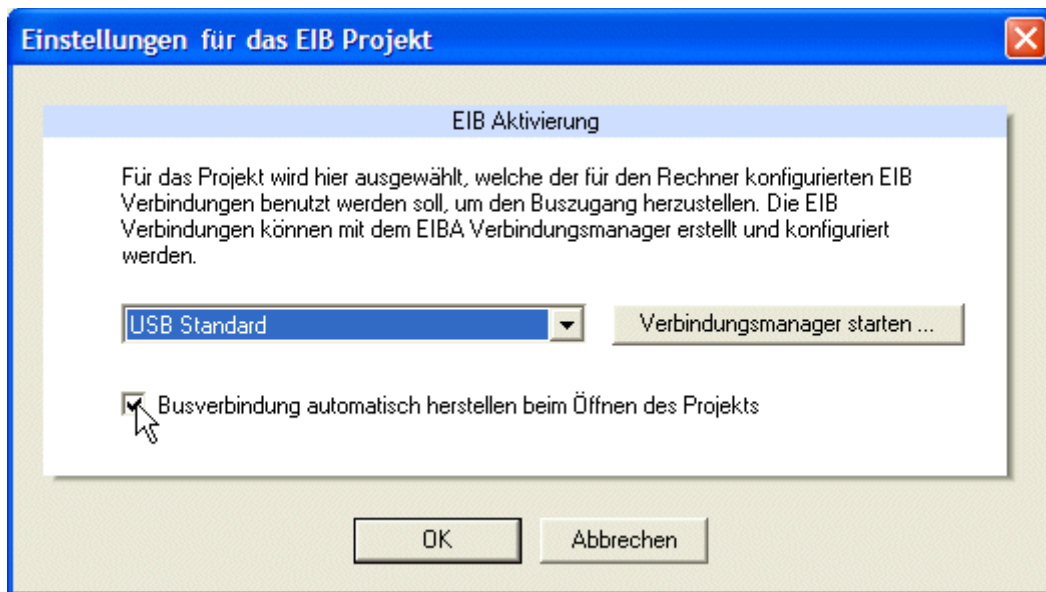 Einstellungen für das EIB Projekt
EIB Aktivierung
Für das Projekt wird hier ausgewählt, welche der für den Rechner konfigurierten EIB
Verbindungen benutzt werden soll, um den Buszugang herzustellen. Die EIB
Verbindungen können mit dem EIBA Verbindungsmanager erstellt und konfiguriert
werden.
USB Standard
Verbindungsmanager starten ...
Busverbindung automatisch herstellen beim Öffnen des Projekts
OK
Abbrechen